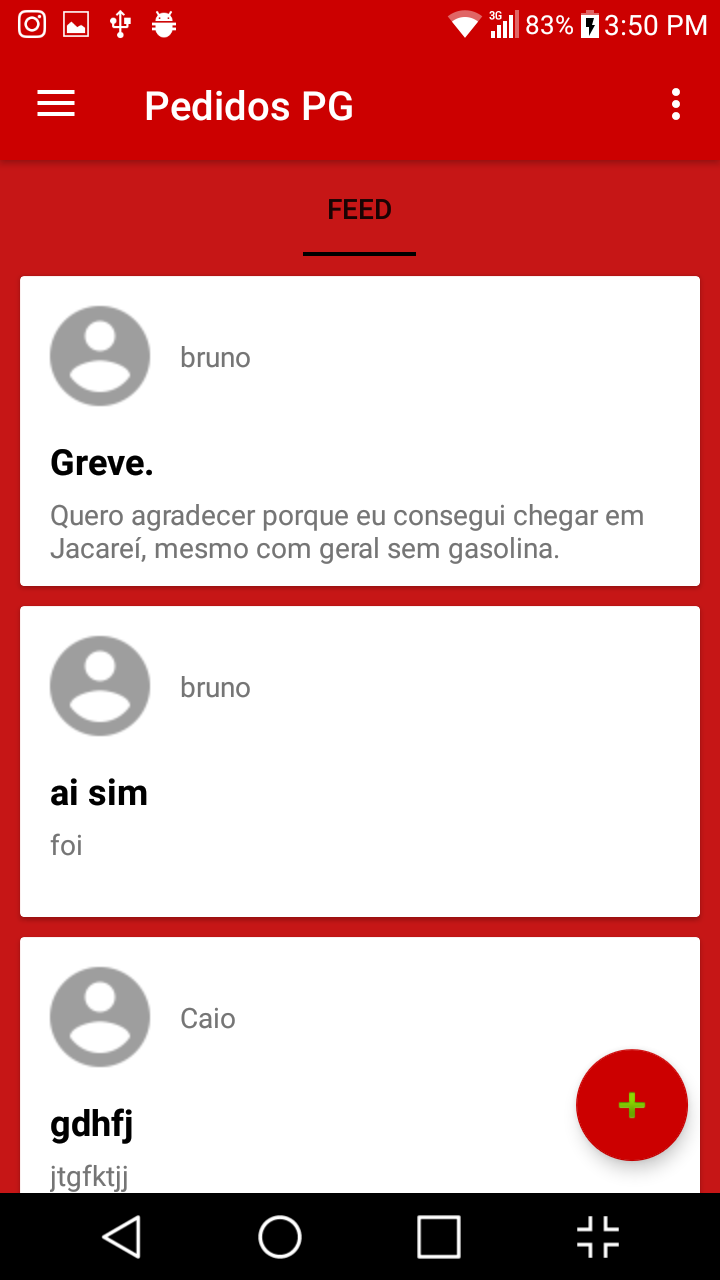 3G 83% 3:50 PM
Pedidos PG
FEED
bruno
Greve.
Quero agradecer porque eu consegui chegar em
Jacareí, mesmo com geral sem gasolina.
bruno
ai sim
foi
Caio
gdhfj
jtgfktjj